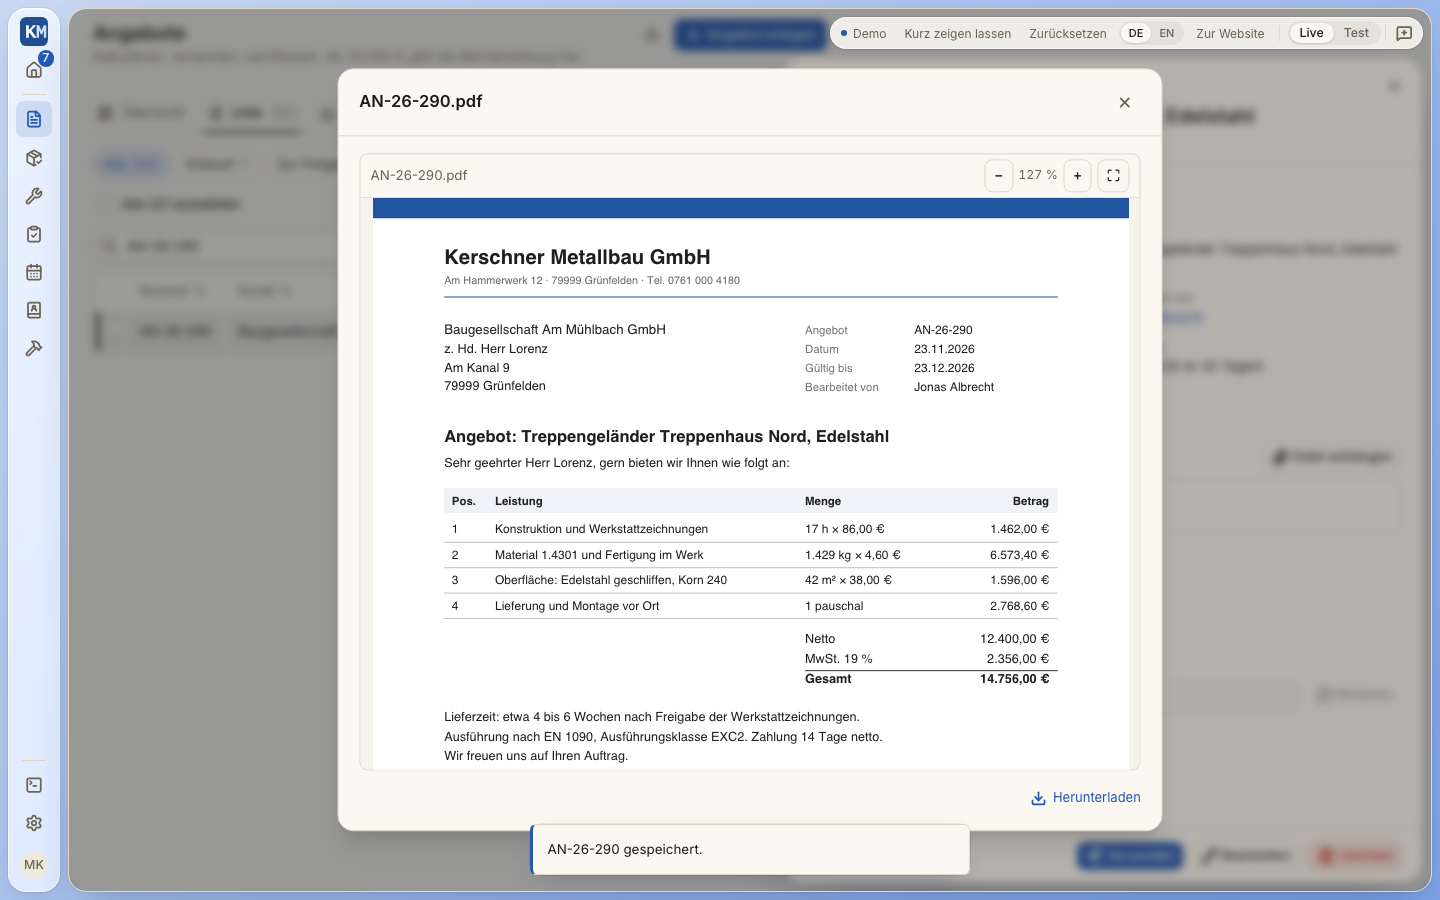 KM
7
Angebote
Angebot anlegen
Demo
Kurz zeigen lassen
Zurücksetzen
DE
EN
Zur Website
Live
Test
AN-26-290.pdf
Edelstahl
AN-26-290.pdf
127 %
Kerschner Metallbau GmbH
Am Hammerwerk 12 · 79999 Grünfelden · Tel. 0761 000 4180
Baugesellschaft Am Mühlbach GmbH
z. Hd. Herr Lorenz
Am Kanal 9
79999 Grünfelden
Angebot AN-26-290
Datum 23.11.2026
Gültig bis 23.12.2026
Bearbeitet von Jonas Albrecht
Angebot: Treppengeländer Treppenhaus Nord, Edelstahl
Sehr geehrter Herr Lorenz, gern bieten wir Ihnen wie folgt an:
Pos. Leistung Menge Betrag
1 Konstruktion und Werkstattzeichnungen 17 h × 86,00 € 1.462,00 €
2 Material 1.4301 und Fertigung im Werk 1.429 kg × 4,60 € 6.573,40 €
3 Oberfläche: Edelstahl geschliffen, Korn 240 42 m² × 38,00 € 1.596,00 €
4 Lieferung und Montage vor Ort 1 pauschal 2.768,60 €
Netto 12.400,00 €
MwSt. 19 % 2.356,00 €
Gesamt 14.756,00 €
Lieferzeit: etwa 4 bis 6 Wochen nach Freigabe der Werkstattzeichnungen.
Ausführung nach EN 1090, Ausführungsklasse EXC2. Zahlung 14 Tage netto.
Wir freuen uns auf Ihren Auftrag.
Herunterladen
AN-26-290 gespeichert.
Bearbeiten
Löschen
MK